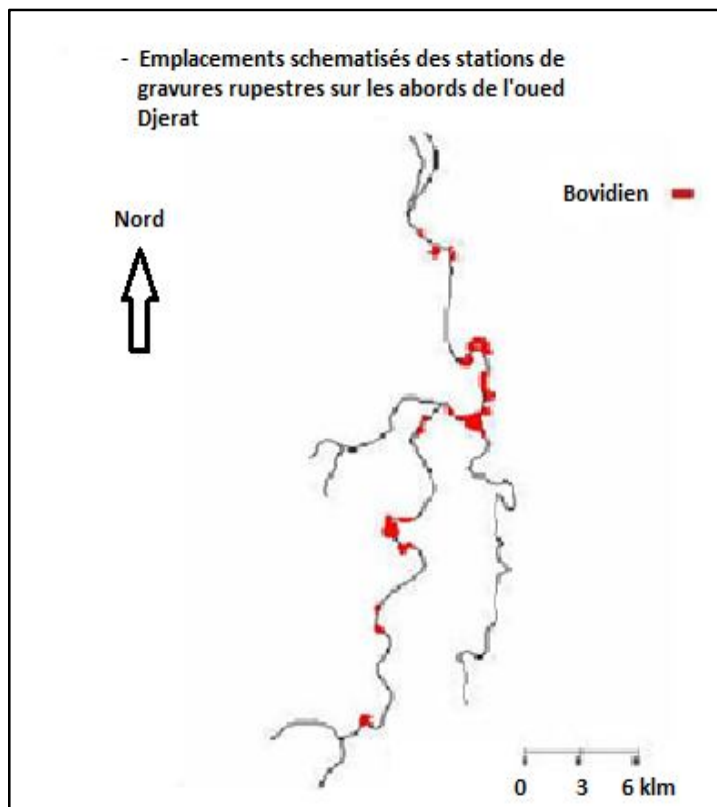 - Emplacements schematisés des stations de
gravures rupestres sur les abords de l'oued
Djerat
Bovidien
Nord
0 3 6 klm